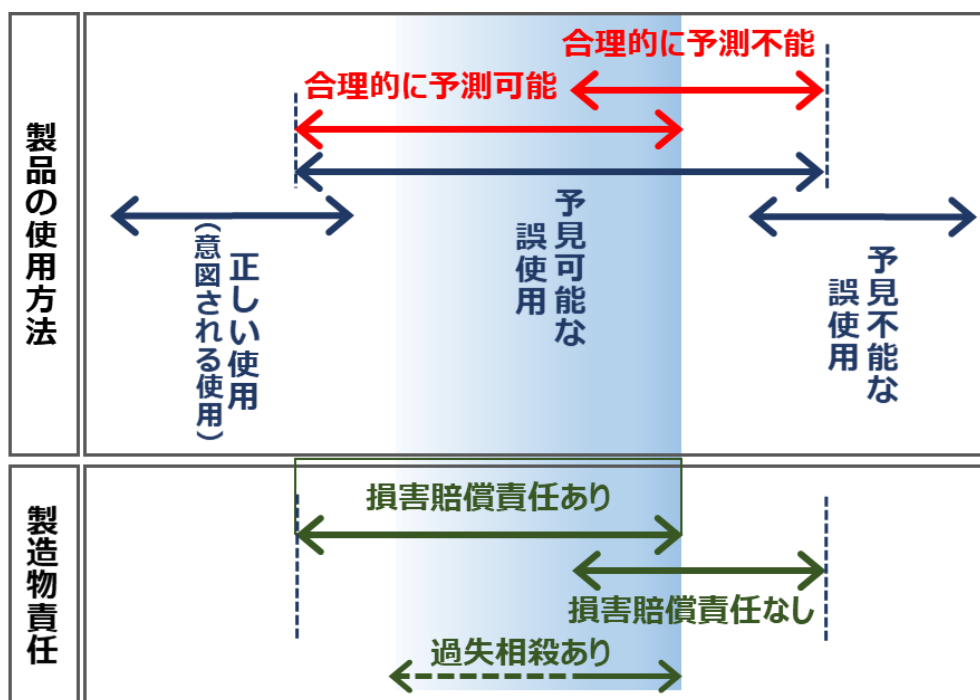 製品の使用方法
合理的に予測不能
合理的に予測可能
正しい使用
(意図される使用)
予見可能な
誤使用
予見不能な
誤使用
製造物責任
損害賠償責任あり
損害賠償責任なし
過失相殺あり